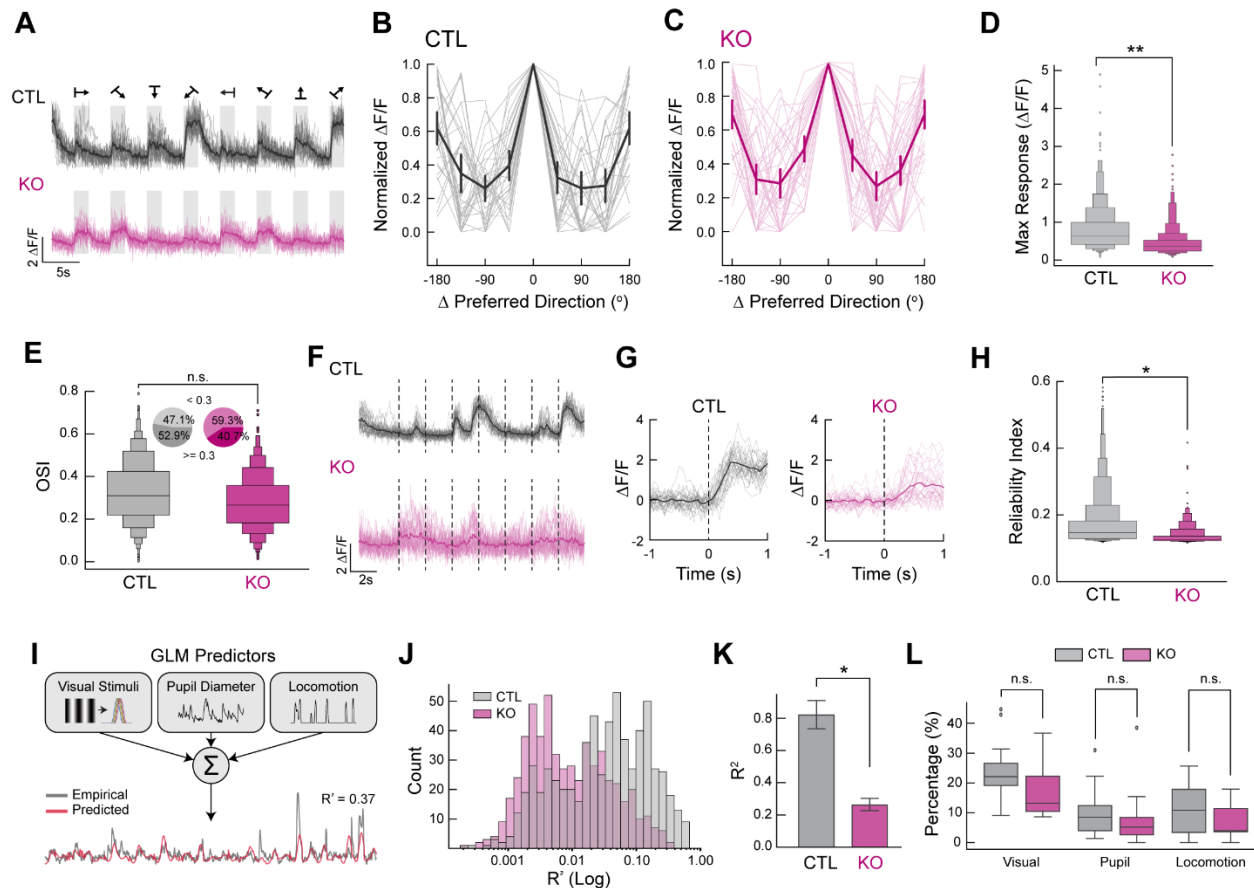 A
CTL
KO
2 ΔF/F
5s
B
CTL
Normalized ΔF/F
1.0
0.8
0.6
0.4
0.2
0.0
-180
-90
0
90
180
Δ Preferred Direction (°)
C
KO
Normalized ΔF/F
1.0
0.8
0.6
0.4
0.2
0.0
-180
-90
0
90
180
Δ Preferred Direction (°)
D
**
Max Response (ΔF/F)
5
4
3
2
1
0
CTL
KO
E
n.s.
< 0.3
47.1%
59.3%
52.9%
40.7%
>= 0.3
OSI
0.8
0.6
0.4
0.2
0.0
CTL
KO
F
CTL
KO
2 ΔF/F
2s
G
CTL
ΔF/F
4
2
0
-2
-1
0
1
Time (s)
KO
ΔF/F
4
2
0
-2
-1
0
1
Time (s)
H
*
Reliability Index
0.6
0.4
0.2
0.0
CTL
KO
I
GLM Predictors
Visual Stimuli
Pupil Diameter
Locomotion
Σ
Empirical
Predicted
R² = 0.37
J
CTL
KO
Count
50
40
30
20
10
0
0.001
0.01
0.10
1.00
R² (Log)
K
*
R²
0.8
0.6
0.4
0.2
0
CTL
KO
L
CTL
KO
n.s.
n.s.
n.s.
Percentage (%)
40
30
20
10
0
Visual
Pupil
Locomotion